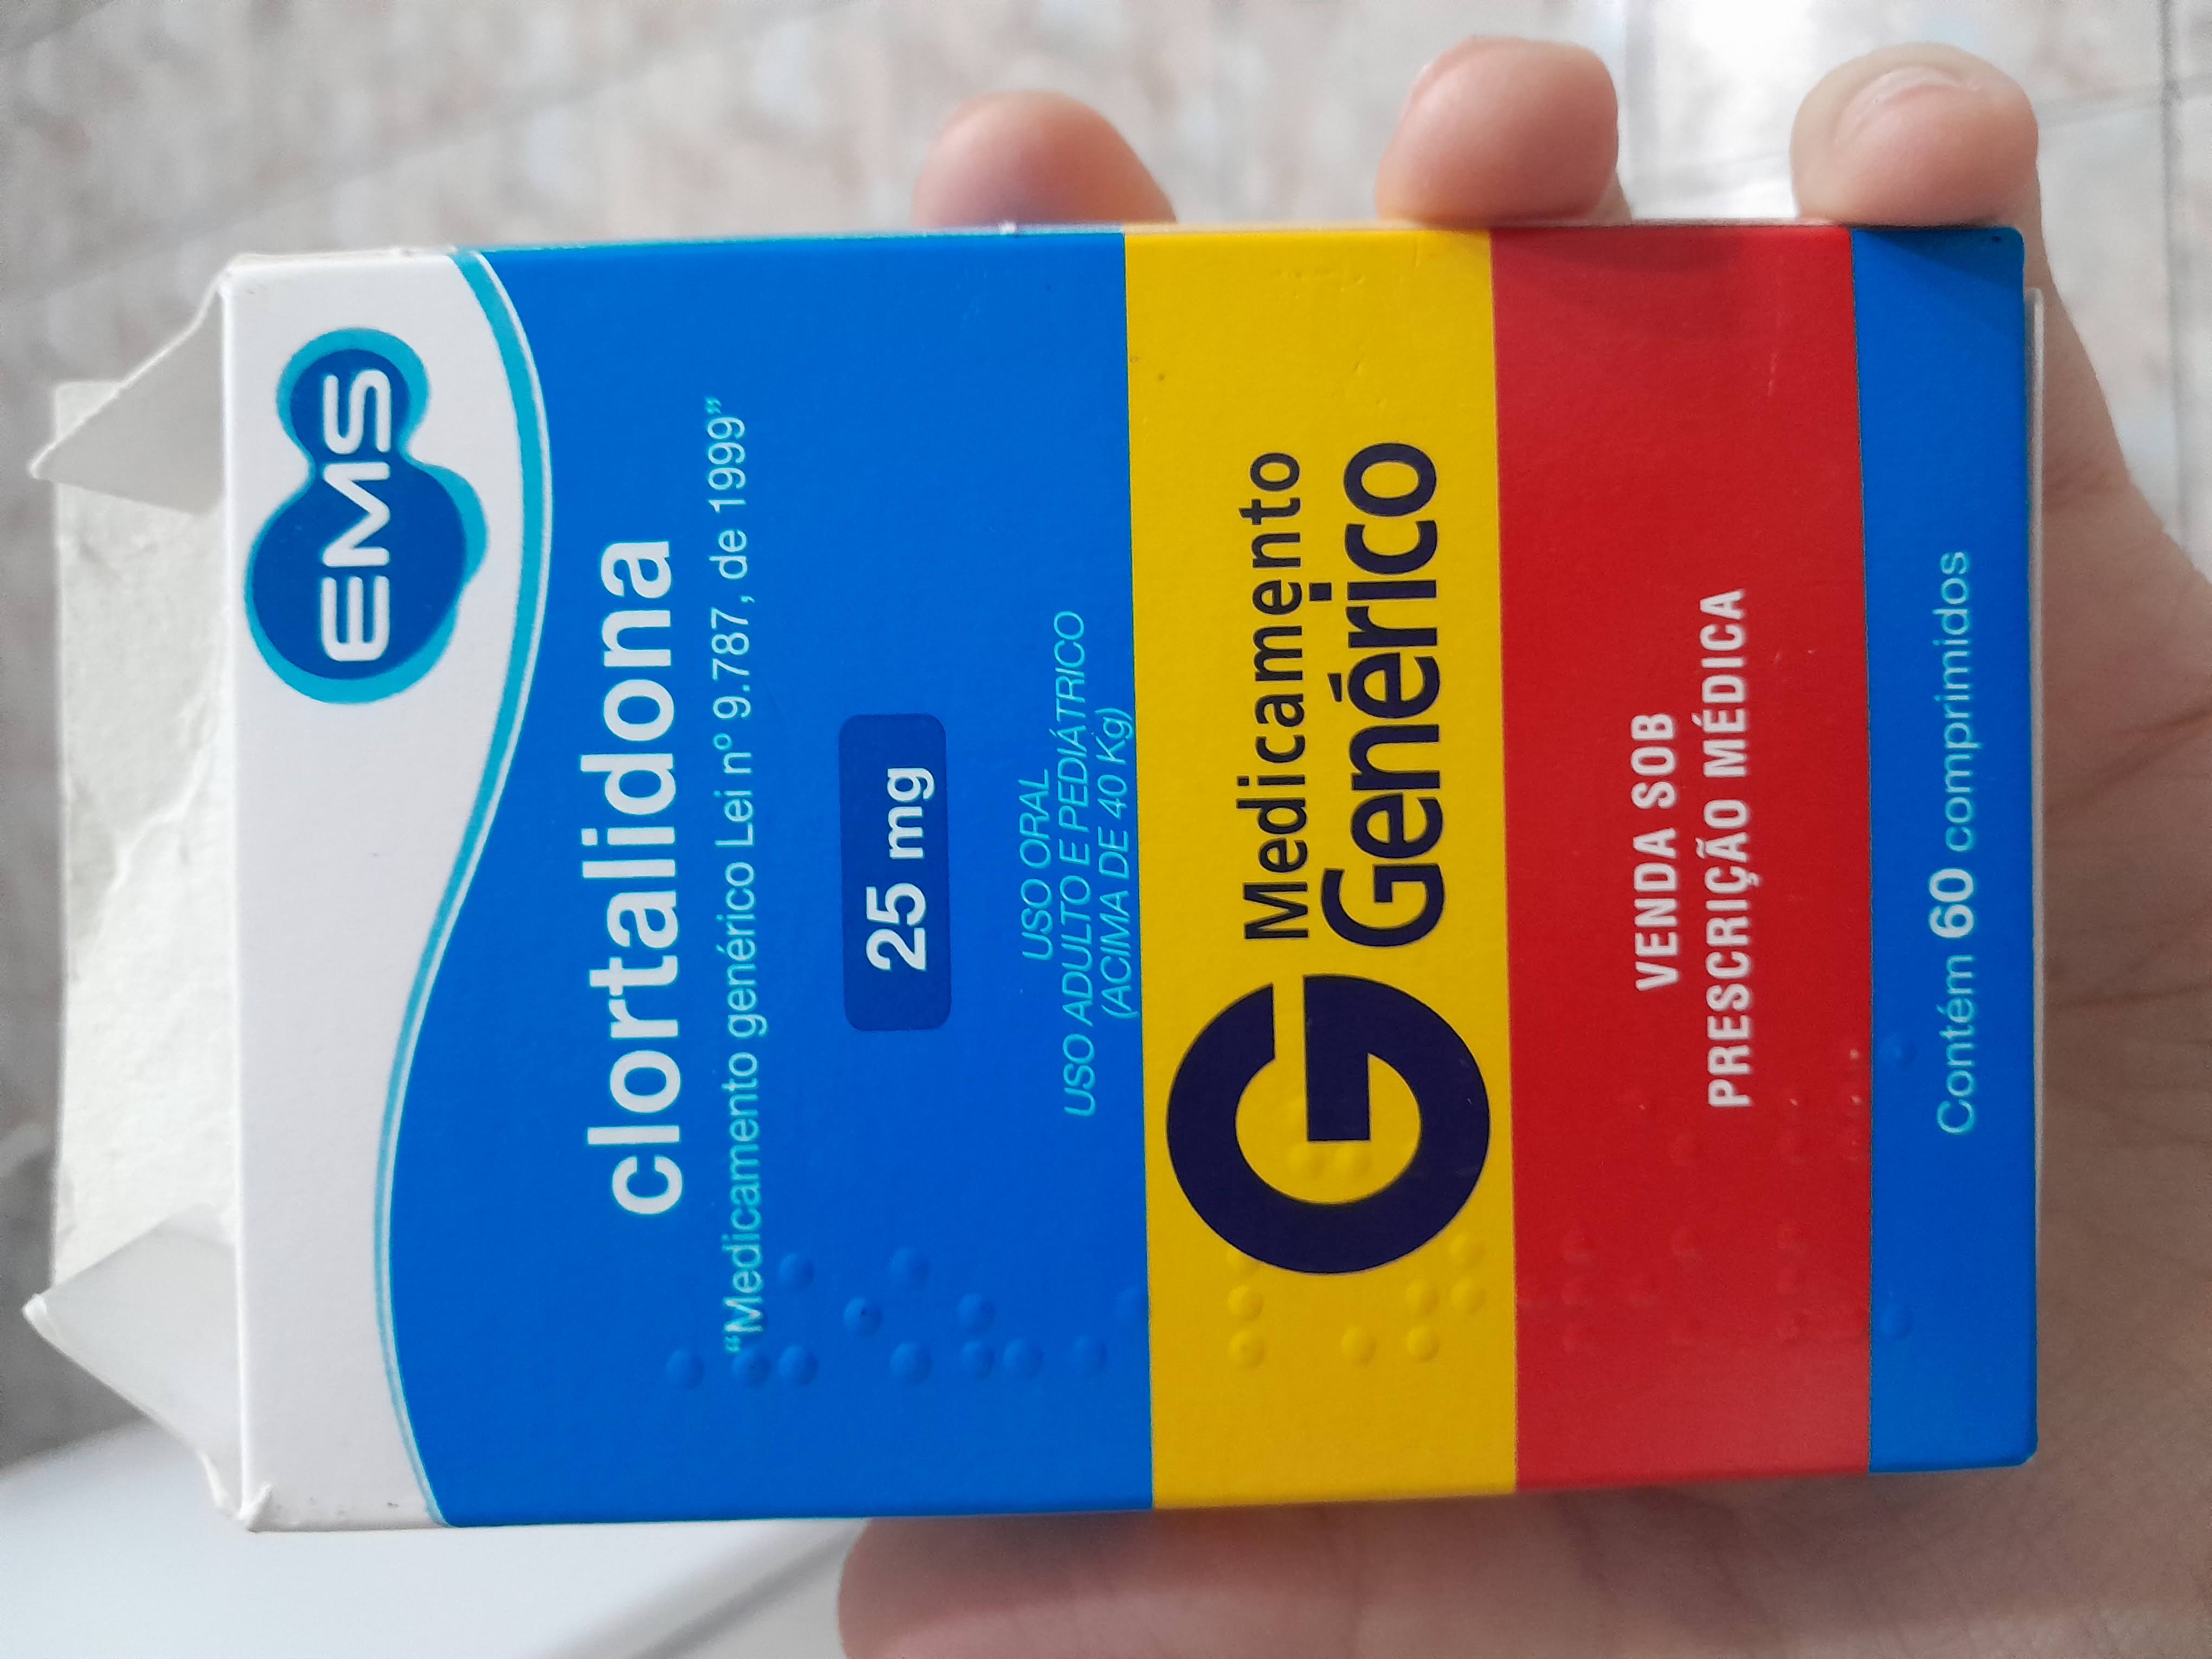 EMS
clortalidona
“Medicamento genérico Lei nº 9.787, de 1999”
25 mg
USO ORAL
USO ADULTO E PEDIÁTRICO
(ACIMA DE 40 Kg)
G
Medicamento
Genérico
VENDA SOB
PRESCRIÇÃO MÉDICA
Contém 60 comprimidos